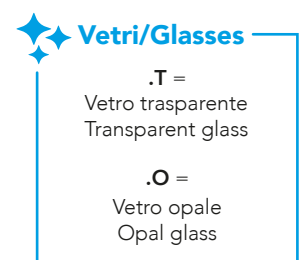 Vetri/Glasses
.T =
Vetro trasparente
Transparent glass
.O =
Vetro opale
Opal glass